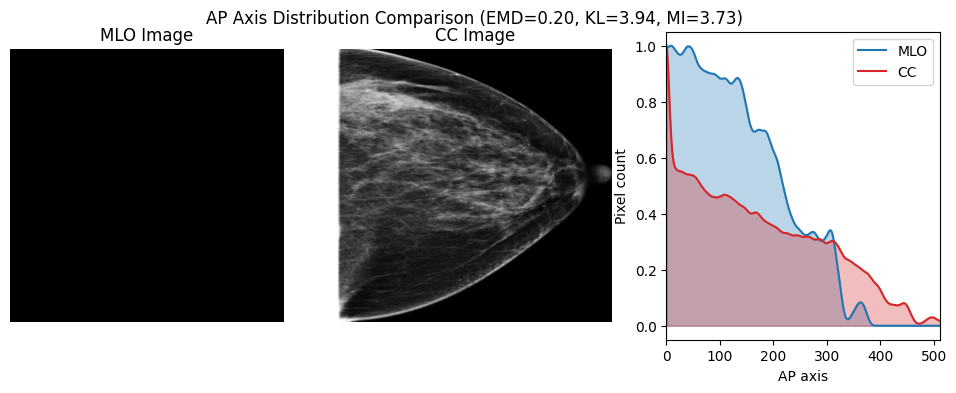 AP Axis Distribution Comparison (EMD=0.20, KL=3.94, MI=3.73)
MLO Image
CC Image
MLO
CC
Pixel count
1.0
0.8
0.6
0.4
0.2
0.0
0 100 200 300 400 500
AP axis